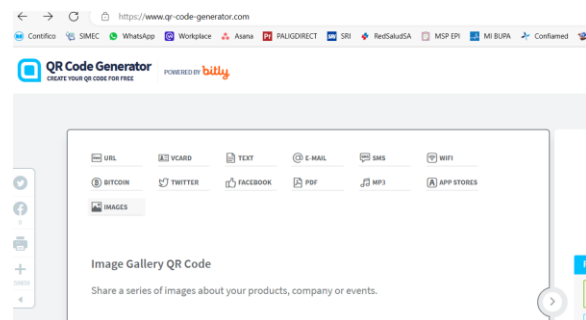 https://www.qr-code-generator.com
Contifico SIMEC WhatsApp Workplace Asana PALIGDIRECT SRI RedSaludSA MSP EPI MI BUPA Confiamed
QR Code Generator
CREATE YOUR QR CODE FOR FREE
POWERED BY bitly
URL VCARD TEXT E-MAIL SMS WIFI
BITCOIN TWITTER FACEBOOK PDF MP3 APP STORES
IMAGES
Image Gallery QR Code
Share a series of images about your products, company or events.